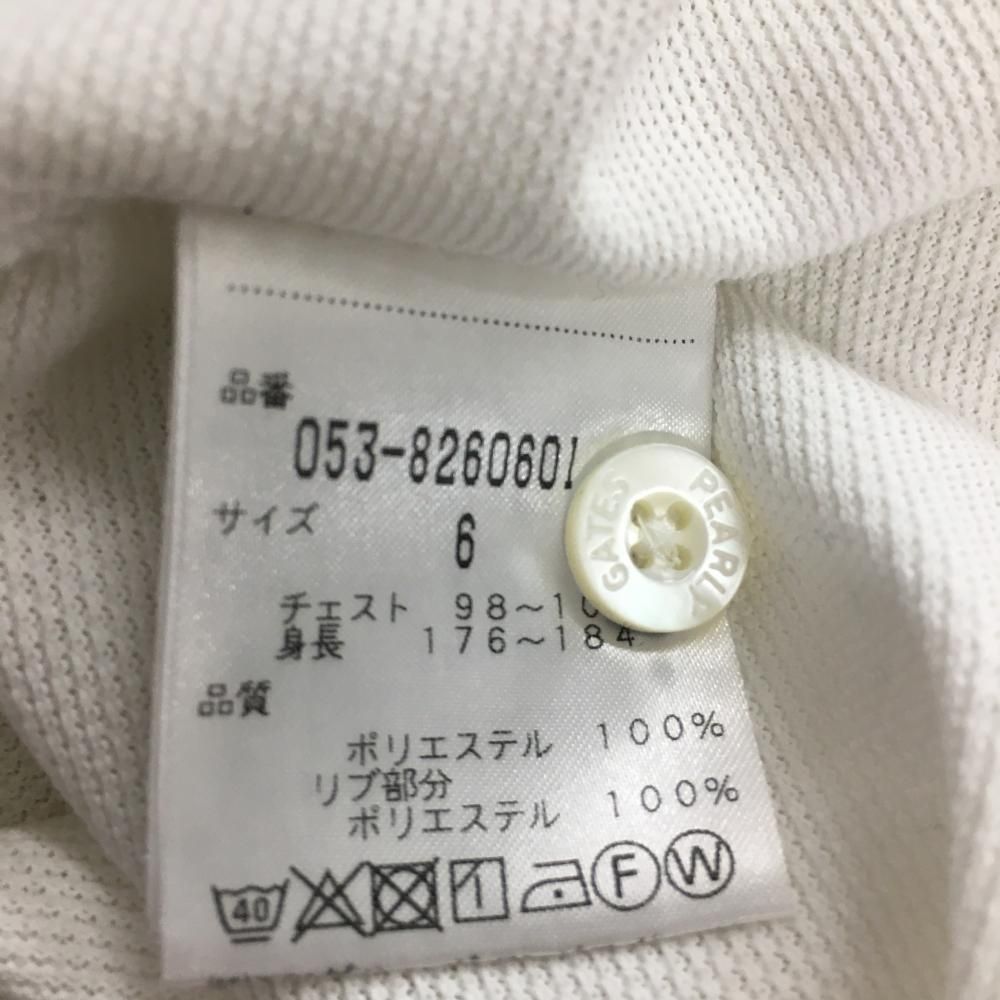 品番
053-8260601
サイズ
6
チェスト 98～10
身長 176～184
品質
ポリエステル 100%
リブ部分
ポリエステル 100%
40
F
W
PEARLY
GATES